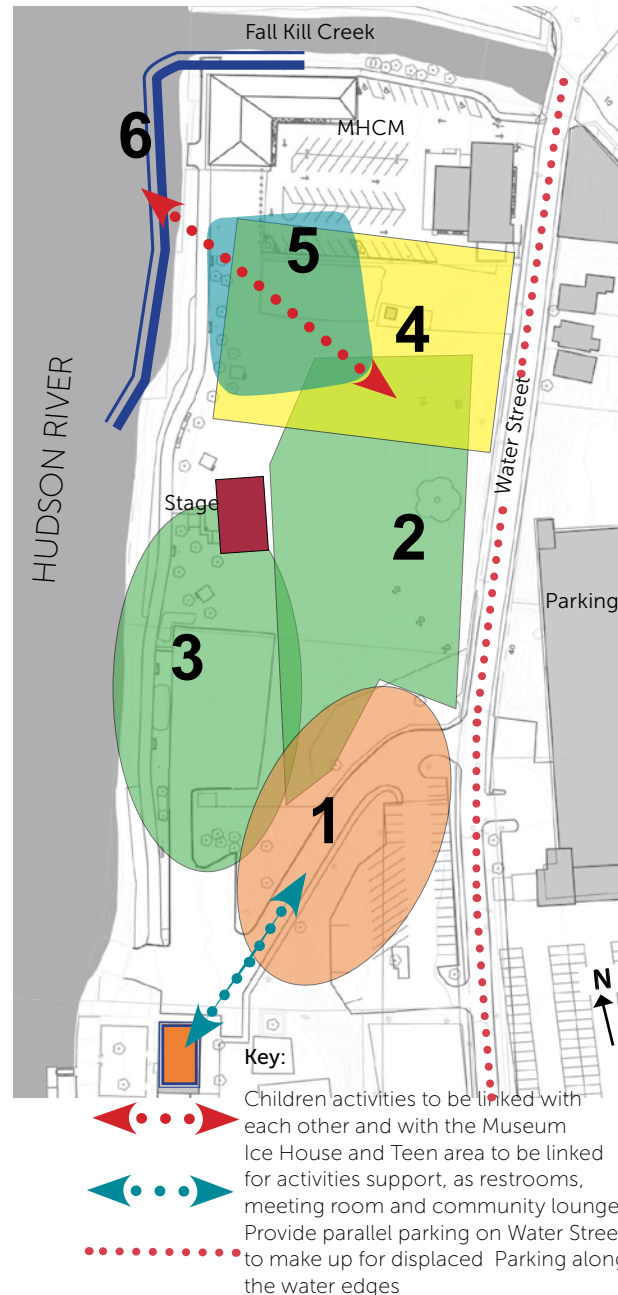 Fall Kill Creek
6
MHCM
5
4
HUDSON RIVER
Water Street
Stage
2
Parking
3
1
N
Key:
Children activities to be linked with
each other and with the Museum
Ice House and Teen area to be linked
for activities support, as restrooms,
meeting room and community lounge
Provide parallel parking on Water Stree
to make up for displaced Parking along
the water edges